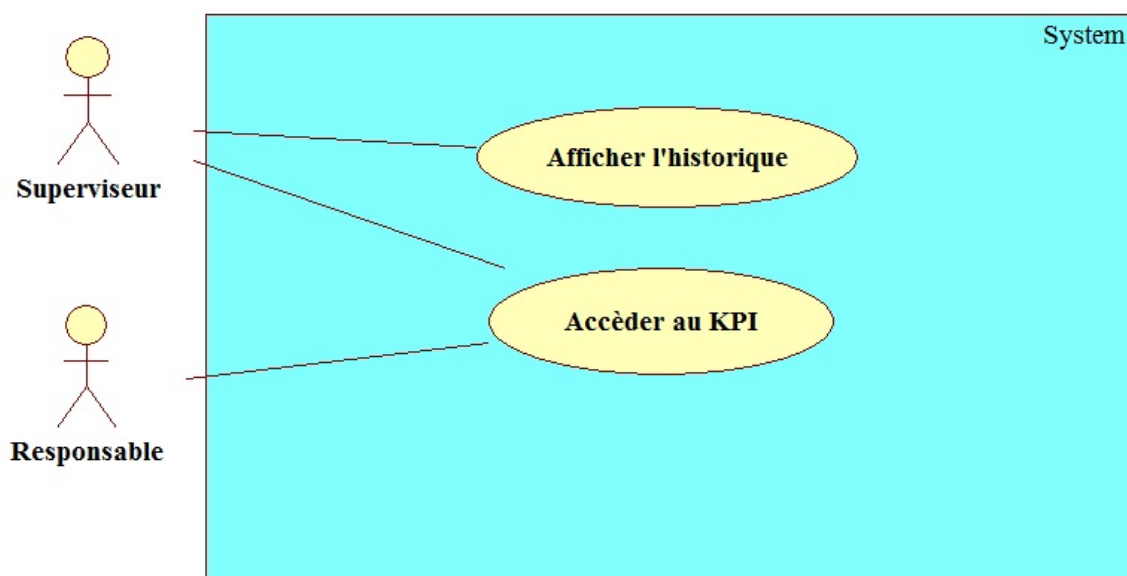 System
Afficher l'historique
Superviseur
Accèder au KPI
Responsable